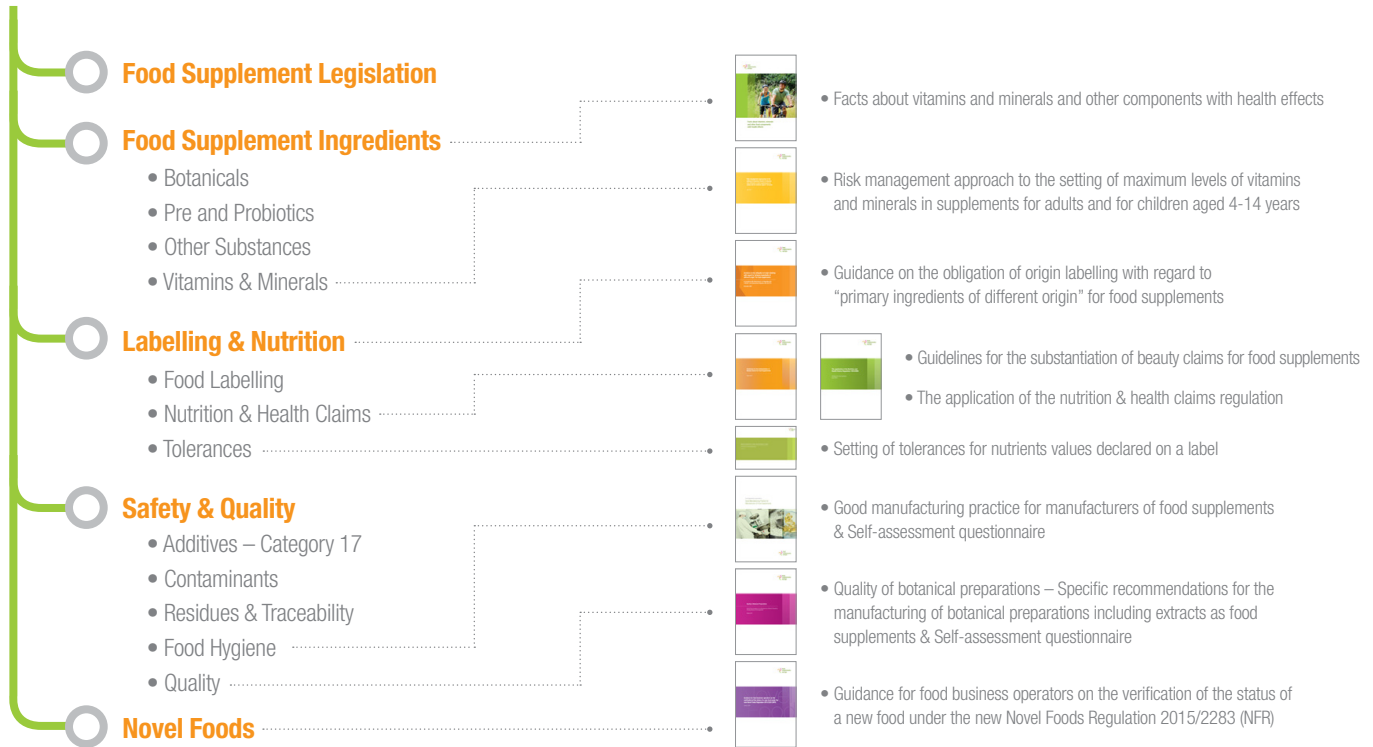 Food Supplement Legislation
Food Supplement Ingredients
• Botanicals
• Pre and Probiotics
• Other Substances
• Vitamins & Minerals
Labelling & Nutrition
• Food Labelling
• Nutrition & Health Claims
• Tolerances
Safety & Quality
• Additives – Category 17
• Contaminants
• Residues & Traceability
• Food Hygiene
• Quality
Novel Foods
• Facts about vitamins and minerals and other components with health effects
• Risk management approach to the setting of maximum levels of vitamins
and minerals in supplements for adults and for children aged 4-14 years
• Guidance on the obligation of origin labelling with regard to
“primary ingredients of different origin” for food supplements
• Guidelines for the substantiation of beauty claims for food supplements
• The application of the nutrition & health claims regulation
• Setting of tolerances for nutrients values declared on a label
• Good manufacturing practice for manufacturers of food supplements
& Self-assessment questionnaire
• Quality of botanical preparations – Specific recommendations for the
manufacturing of botanical preparations including extracts as food
supplements & Self-assessment questionnaire
• Guidance for food business operators on the verification of the status of
a new food under the new Novel Foods Regulation 2015/2283 (NFR)